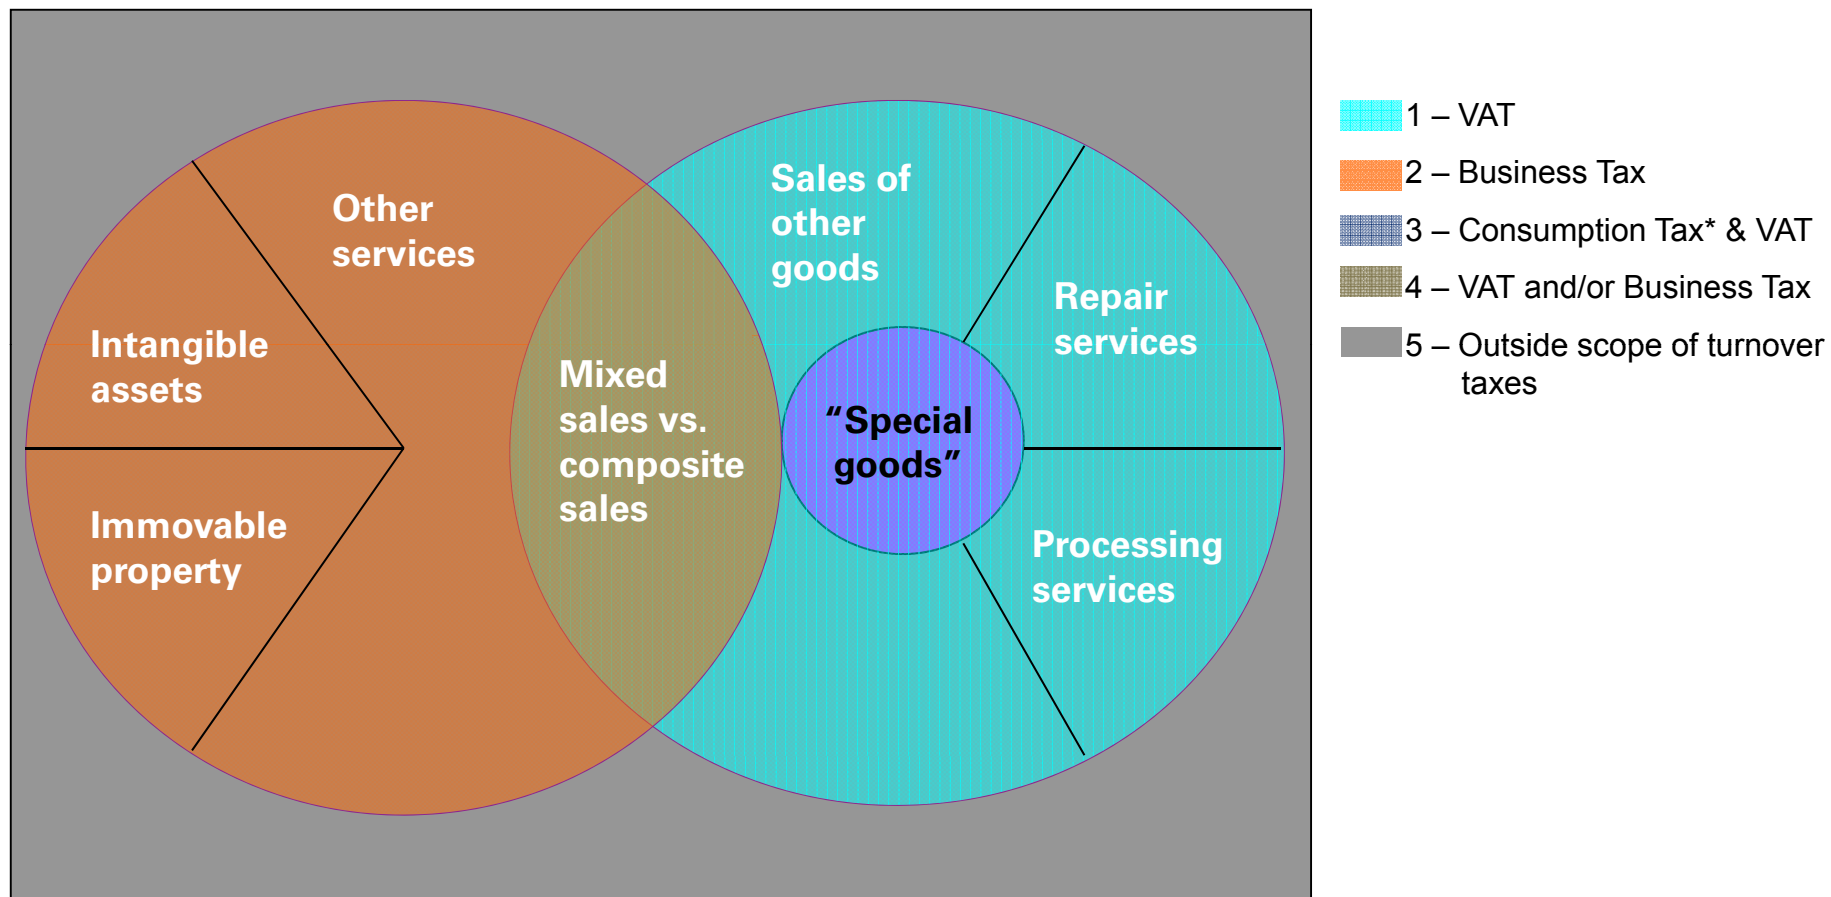 Other
services
Intangible
assets
Immovable
property
Mixed
sales vs.
composite
sales
Sales of
other
goods
Repair
services
“Special
goods”
Processing
services
1 – VAT
2 – Business Tax
3 – Consumption Tax* & VAT
4 – VAT and/or Business Tax
5 – Outside scope of turnover
taxes